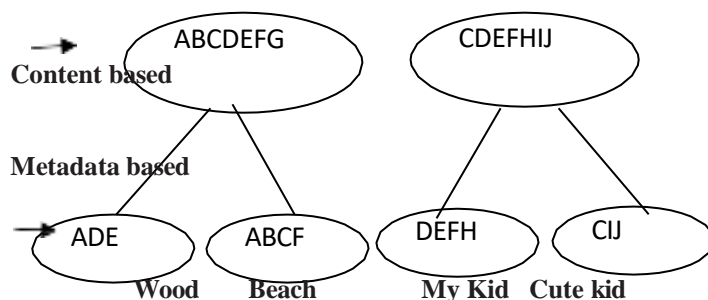 ABCDEFG CDEFHIJ
Content based
Metadata based
ADE ABCF DEFH CIJ
Wood Beach My Kid Cute kid